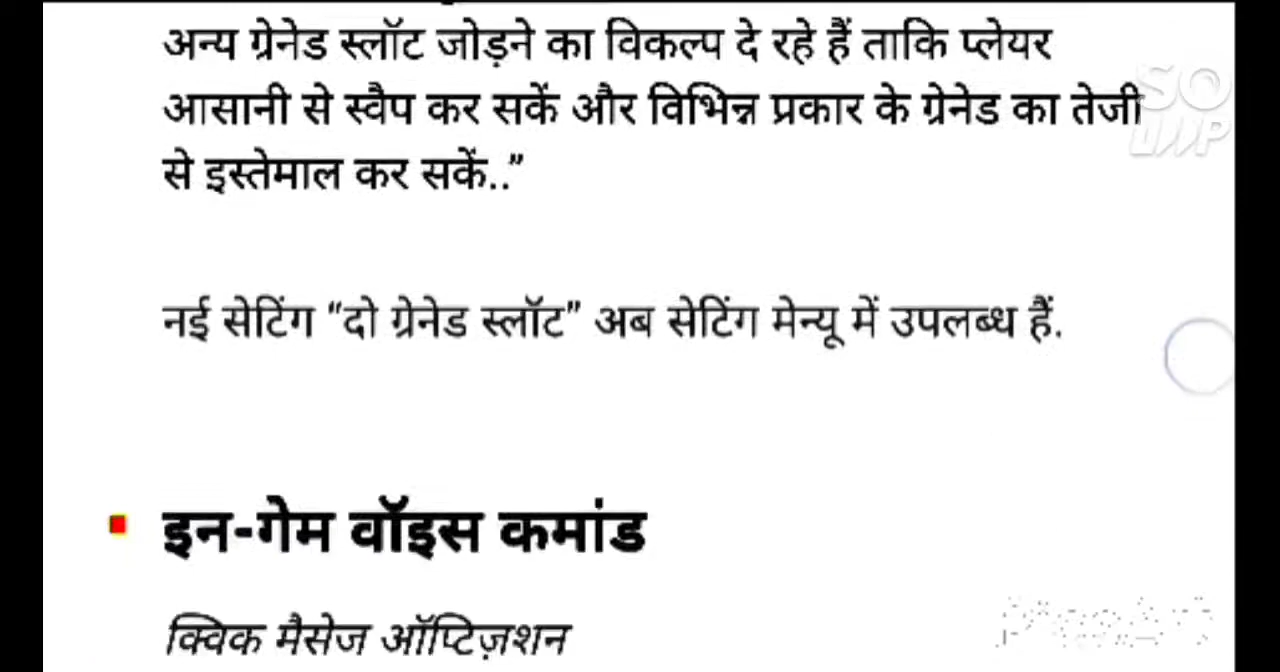 अन्य ग्रेनेड स्लॉट जोड़ने का विकल्प दे रहे हैं ताकि प्लेयर
आसानी से स्वैप कर सकें और विभिन्न प्रकार के ग्रेनेड का तेजी
से इस्तेमाल कर सकें..”
नई सेटिंग “दो ग्रेनेड स्लॉट” अब सेटिंग मेन्यू में उपलब्ध हैं.
इन-गेम वॉइस कमांड
क्विक मैसेज ऑप्टिज़शन